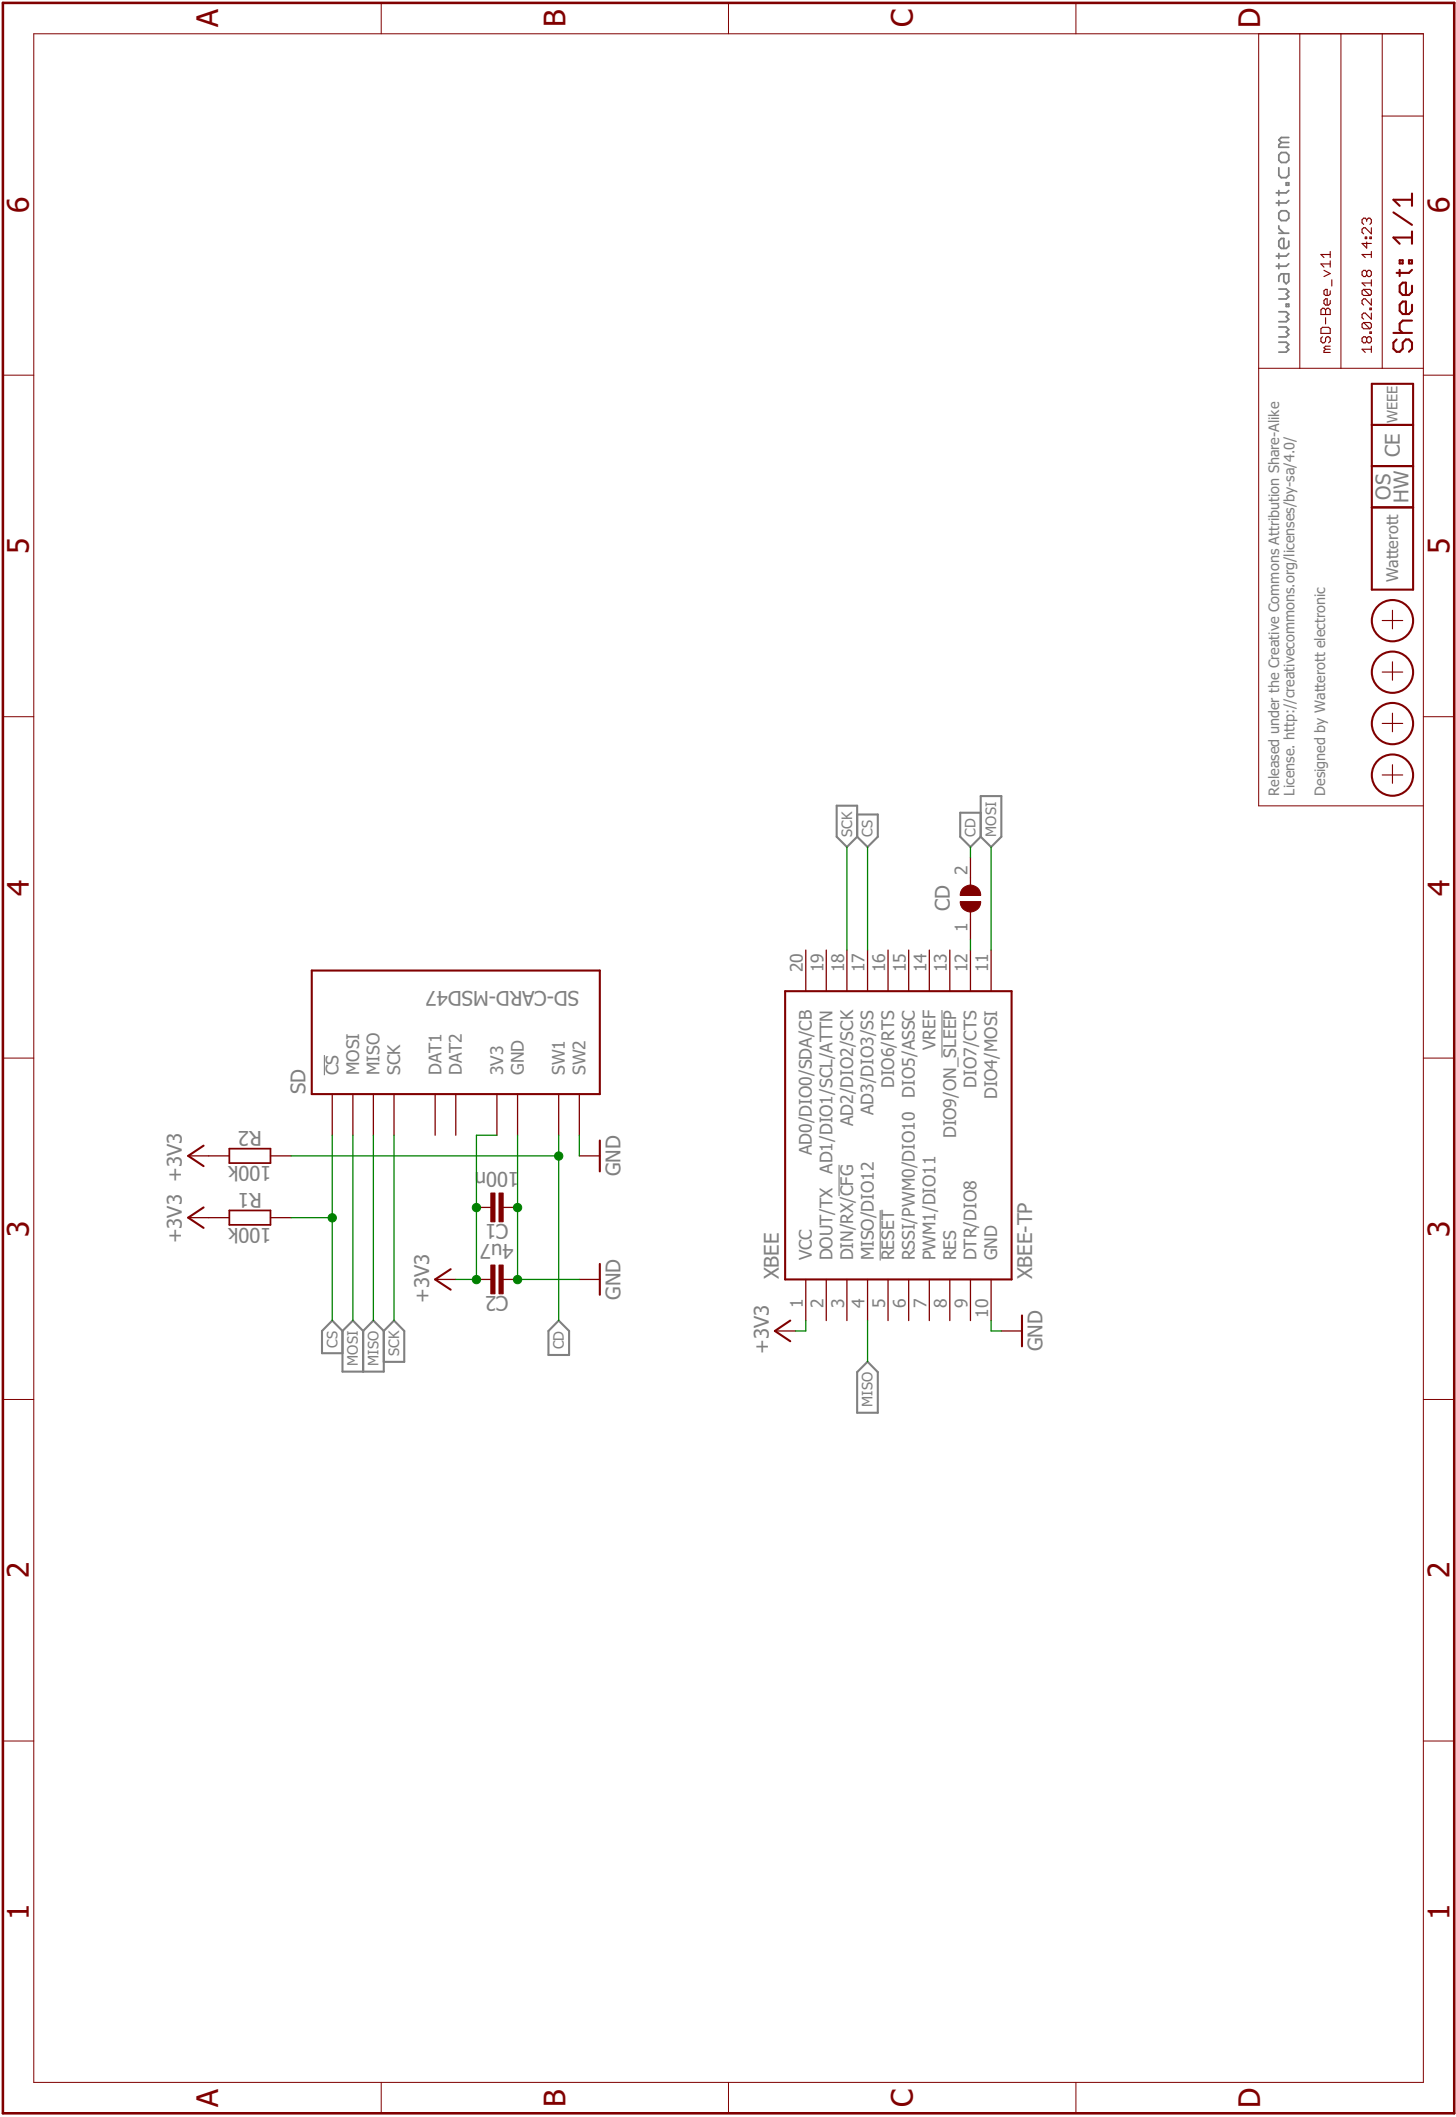 A
B
C
D
6
5
4
3
2
1
+3V3
+3V3
R1
100k
R2
100k
SD
SD-CARD-MSD47
CS
MOSI
MISO
SCK
DAT1
DAT2
3V3
GND
SW1
SW2
CS
MOSI
MISO
SCK
+3V3
C1
100n
C2
4u7
GND
GND
CD
XBEE
XBEE-TP
+3V3
GND
MISO
1 VCC
2 DOUT/TX
3 DIN/RX/CFG
4 MISO/DIO12
5 RESET
6 RSSI/PWM0/DIO10
7 PWM1/DIO11
8 RES
9 DTR/DIO8
10 GND
AD0/DIO0/SDA/CB 20
AD1/DIO1/SCL/ATTN 19
AD2/DIO2/SCK 18
AD3/DIO3/SS 17
DIO6/RTS 16
DIO5/ASSC 15
VREF 14
DIO9/ON_SLEEP 13
DIO7/CTS 12
DIO4/MOSI 11
SCK
CS
CD
1
2
CD
MOSI
Released under the Creative Commons Attribution Share-Alike
License. http://creativecommons.org/licenses/by-sa/4.0/
Designed by Watterott electronic
Watterott
OS
HW
CE
WEEE
www.watterott.com
mSD-Bee_v11
18.02.2018 14:23
Sheet: 1/1
A
B
C
D
6
5
4
3
2
1